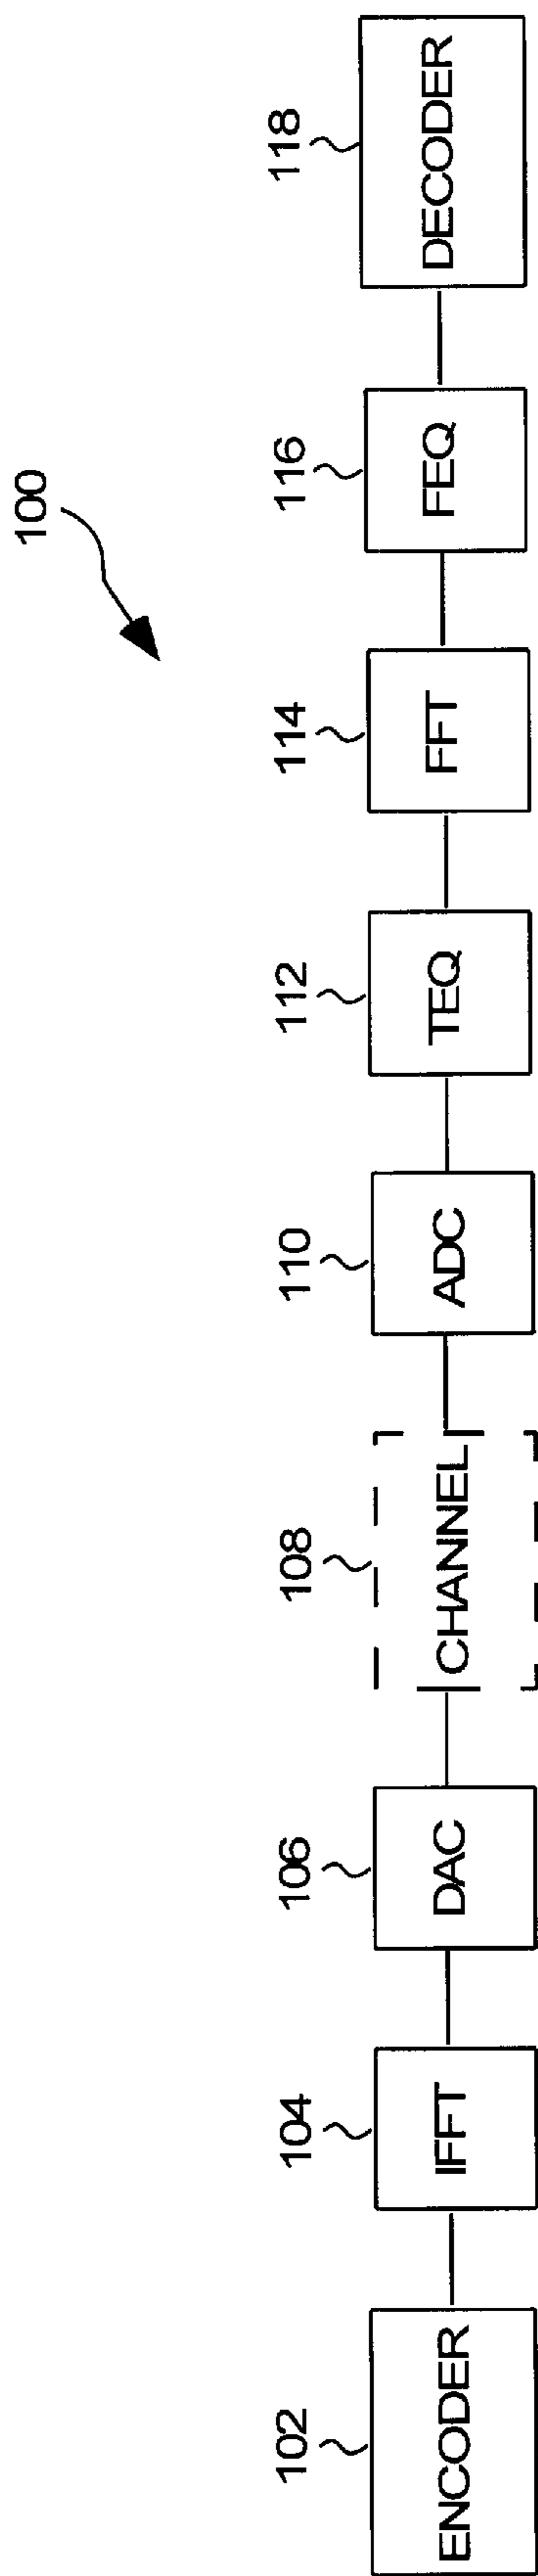 100
102
104
106
108
110
112
114
116
118
ENCODER
IFFT
DAC
CHANNEL
ADC
TEQ
FFT
FEQ
DECODER